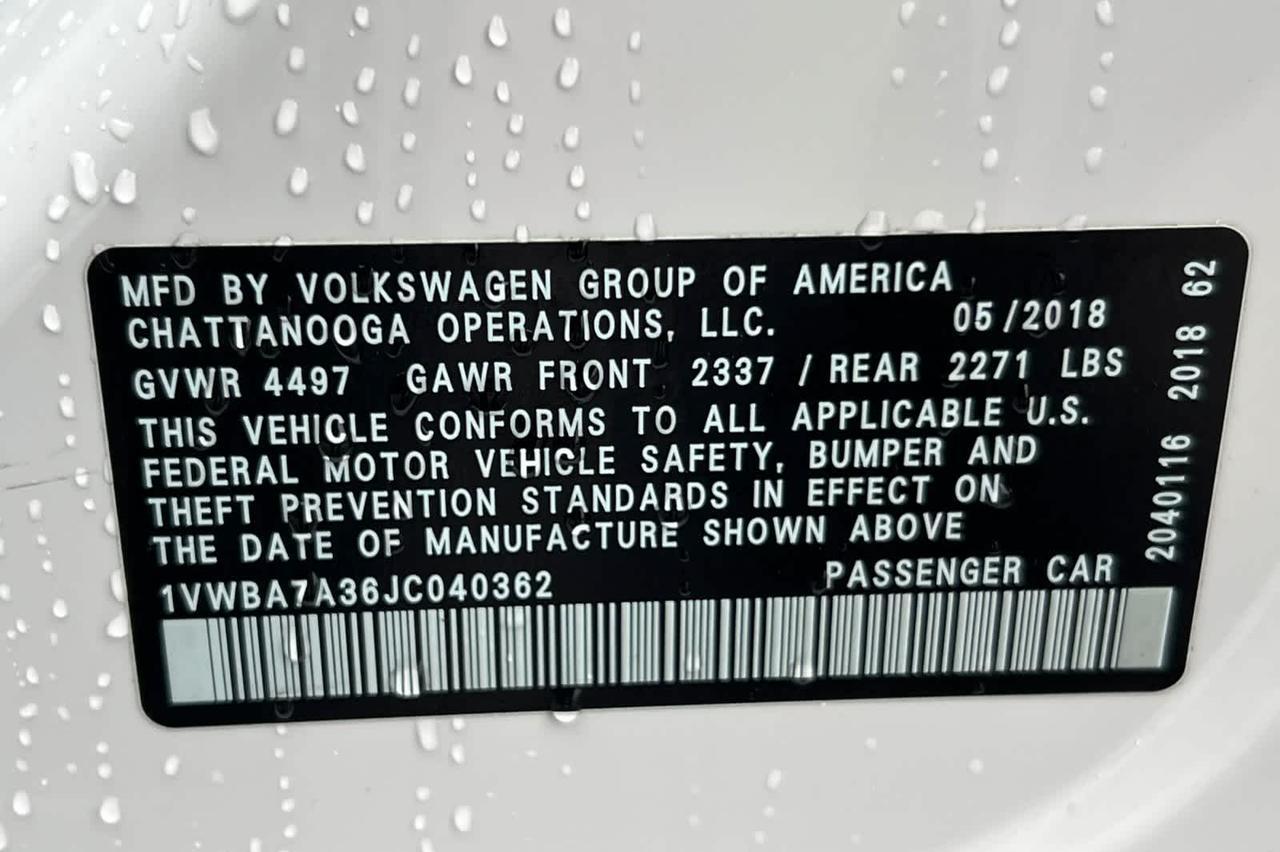 MFD BY VOLKSWAGEN GROUP OF AMERICA
CHATTANOOGA OPERATIONS, LLC. 05/2018
GVWR 4497 GAWR FRONT 2337 / REAR 2271 LBS
THIS VEHICLE CONFORMS TO ALL APPLICABLE U.S.
FEDERAL MOTOR VEHICLE SAFETY, BUMPER AND
THEFT PREVENTION STANDARDS IN EFFECT ON
THE DATE OF MANUFACTURE SHOWN ABOVE
1VWBA7A36JC040362 PASSENGER CAR
2040116 2018 62